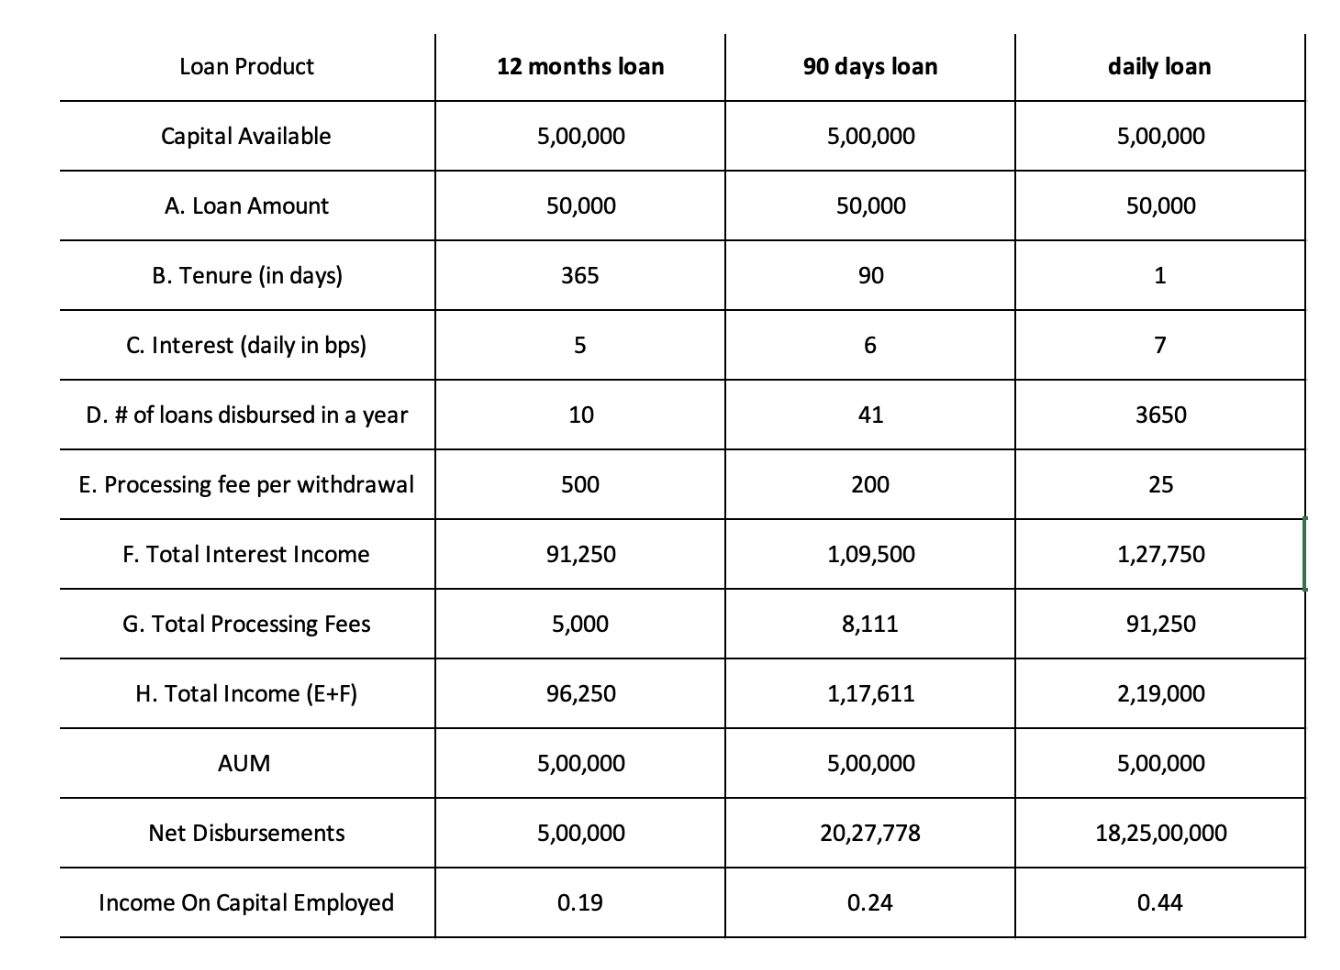 Loan Product 12 months loan 90 days loan daily loan
Capital Available 5,00,000 5,00,000 5,00,000
A. Loan Amount 50,000 50,000 50,000
B. Tenure (in days) 365 90 1
C. Interest (daily in bps) 5 6 7
D. # of loans disbursed in a year 10 41 3650
E. Processing fee per withdrawal 500 200 25
F. Total Interest Income 91,250 1,09,500 1,27,750
G. Total Processing Fees 5,000 8,111 91,250
H. Total Income (E+F) 96,250 1,17,611 2,19,000
AUM 5,00,000 5,00,000 5,00,000
Net Disbursements 5,00,000 20,27,778 18,25,00,000
Income On Capital Employed 0.19 0.24 0.44